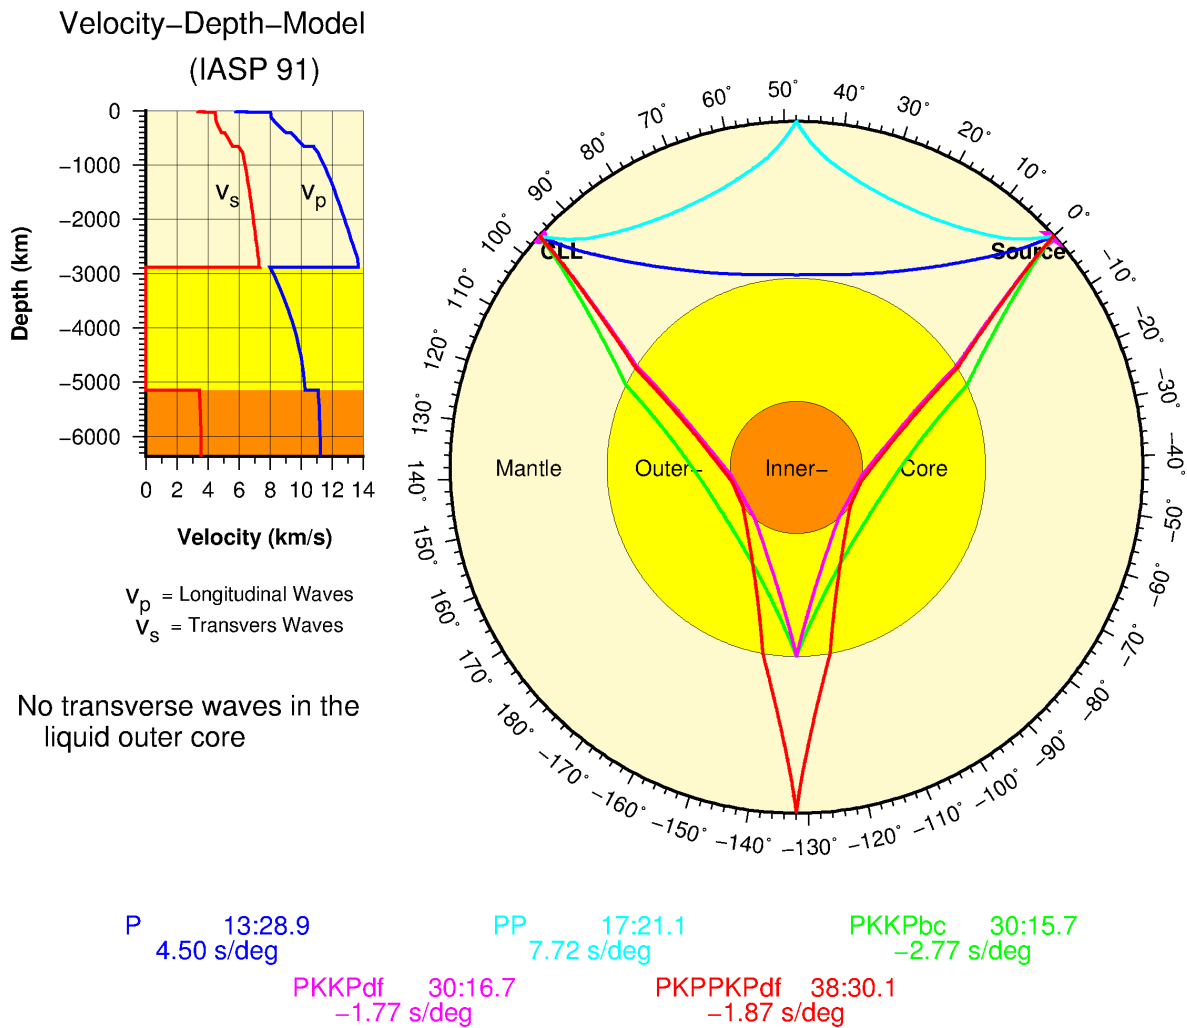 Velocity−Depth−Model
(IASP 91)
0
−1000
−2000
−3000
−4000
−5000
−6000
Depth (km)
vs
vp
0 2 4 6 8 10 12 14
Velocity (km/s)
vp = Longitudinal Waves
vs = Transvers Waves
No transverse waves in the
liquid outer core
50°
40°
30°
20°
10°
0°
−10°
−20°
−30°
−40°
−50°
−60°
−70°
−80°
−90°
−100°
−110°
−120°
−130°
−140°
−150°
−160°
−170°
180°
170°
160°
150°
140°
130°
120°
110°
100°
90°
80°
70°
60°
CLL
Source
Mantle
Outer−
Inner−
Core
P 13:28.9
4.50 s/deg
PP 17:21.1
7.72 s/deg
PKKPbc 30:15.7
−2.77 s/deg
PKKPdf 30:16.7
−1.77 s/deg
PKPPKPdf 38:30.1
−1.87 s/deg